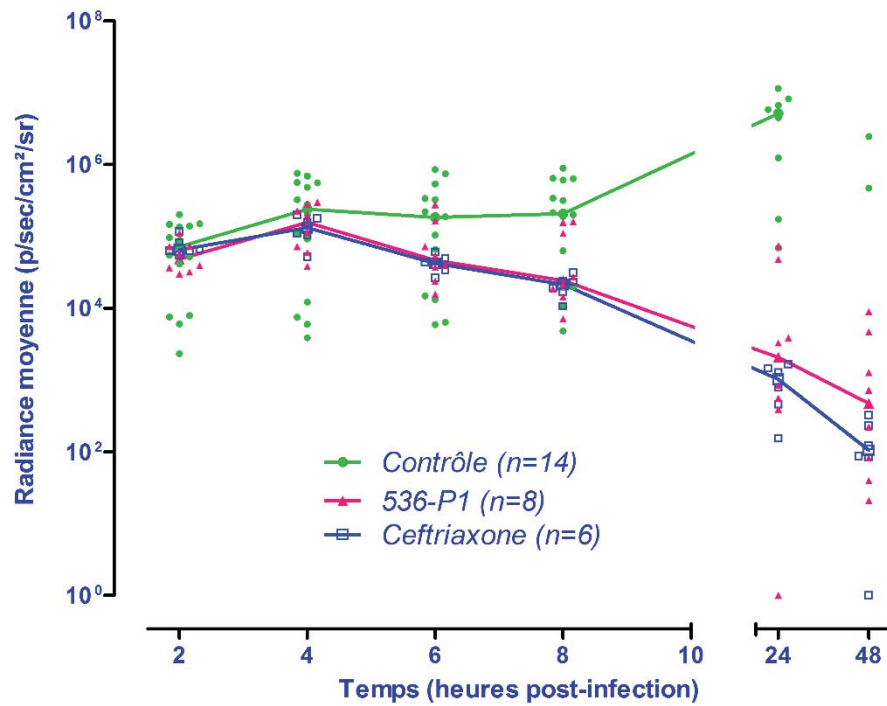 Radiance moyenne (p/sec/cm²/sr)
10⁸
10⁶
10⁴
10²
10⁰
Contrôle (n=14)
536-P1 (n=8)
Ceftriaxone (n=6)
2 4 6 8 10 24 48
Temps (heures post-infection)